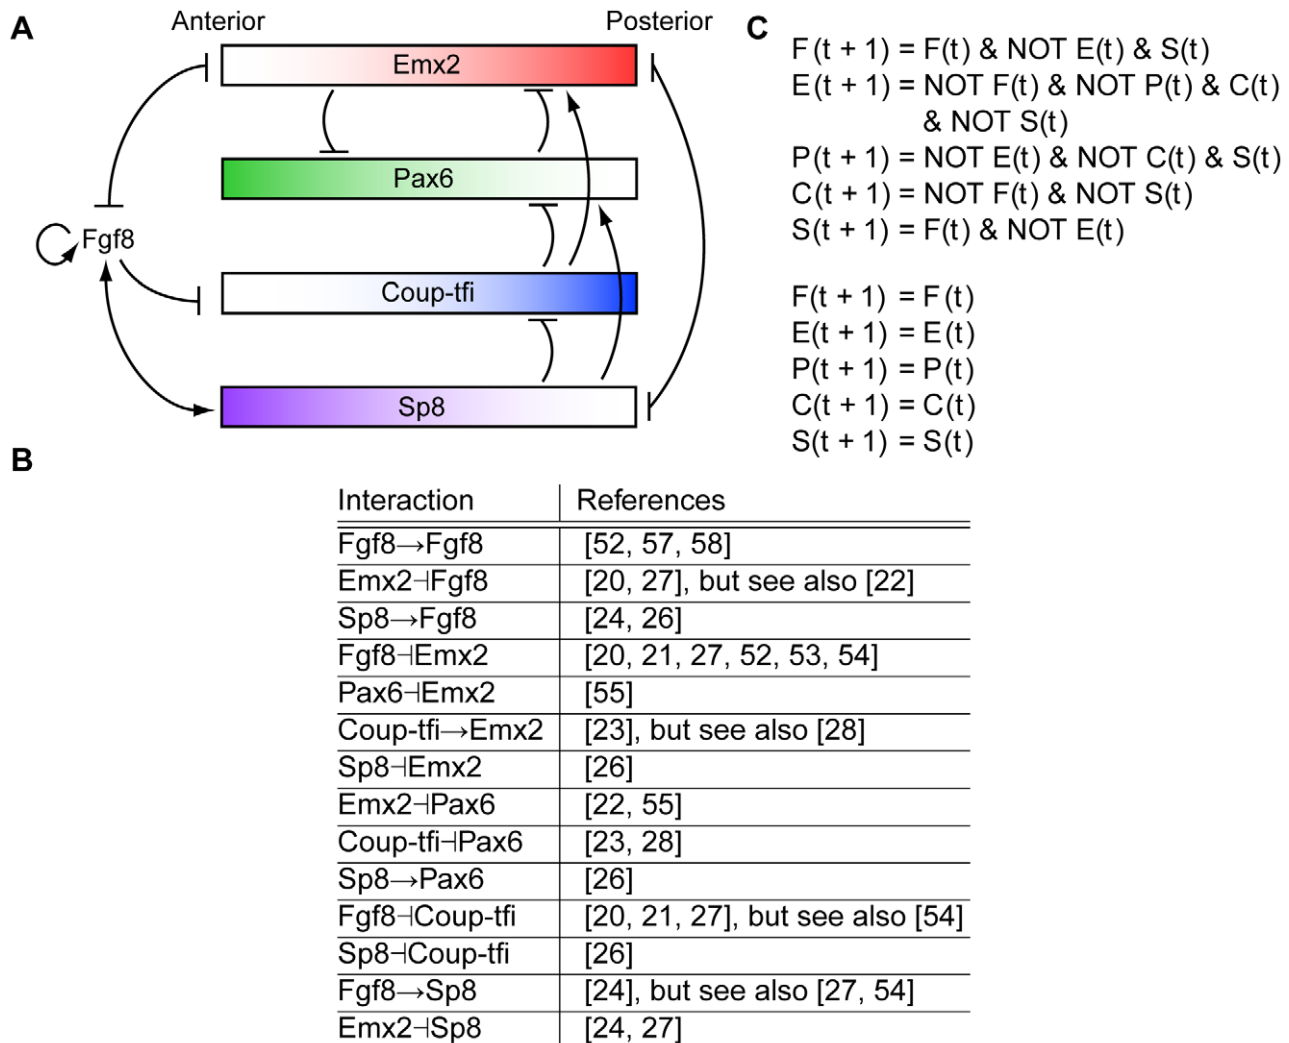 A
Anterior
Posterior
Emx2
Pax6
Fgf8
Coup-tfi
Sp8
C
F(t + 1) = F(t) & NOT E(t) & S(t)
E(t + 1) = NOT F(t) & NOT P(t) & C(t)
& NOT S(t)
P(t + 1) = NOT E(t) & NOT C(t) & S(t)
C(t + 1) = NOT F(t) & NOT S(t)
S(t + 1) = F(t) & NOT E(t)
F(t + 1) = F(t)
E(t + 1) = E(t)
P(t + 1) = P(t)
C(t + 1) = C(t)
S(t + 1) = S(t)
B
Interaction References
Fgf8→Fgf8 [52, 57, 58]
Emx2⊣Fgf8 [20, 27], but see also [22]
Sp8→Fgf8 [24, 26]
Fgf8⊣Emx2 [20, 21, 27, 52, 53, 54]
Pax6⊣Emx2 [55]
Coup-tfi→Emx2 [23], but see also [28]
Sp8⊣Emx2 [26]
Emx2⊣Pax6 [22, 55]
Coup-tfi⊣Pax6 [23, 28]
Sp8→Pax6 [26]
Fgf8⊣Coup-tfi [20, 21, 27], but see also [54]
Sp8⊣Coup-tfi [26]
Fgf8→Sp8 [24], but see also [27, 54]
Emx2⊣Sp8 [24, 27]